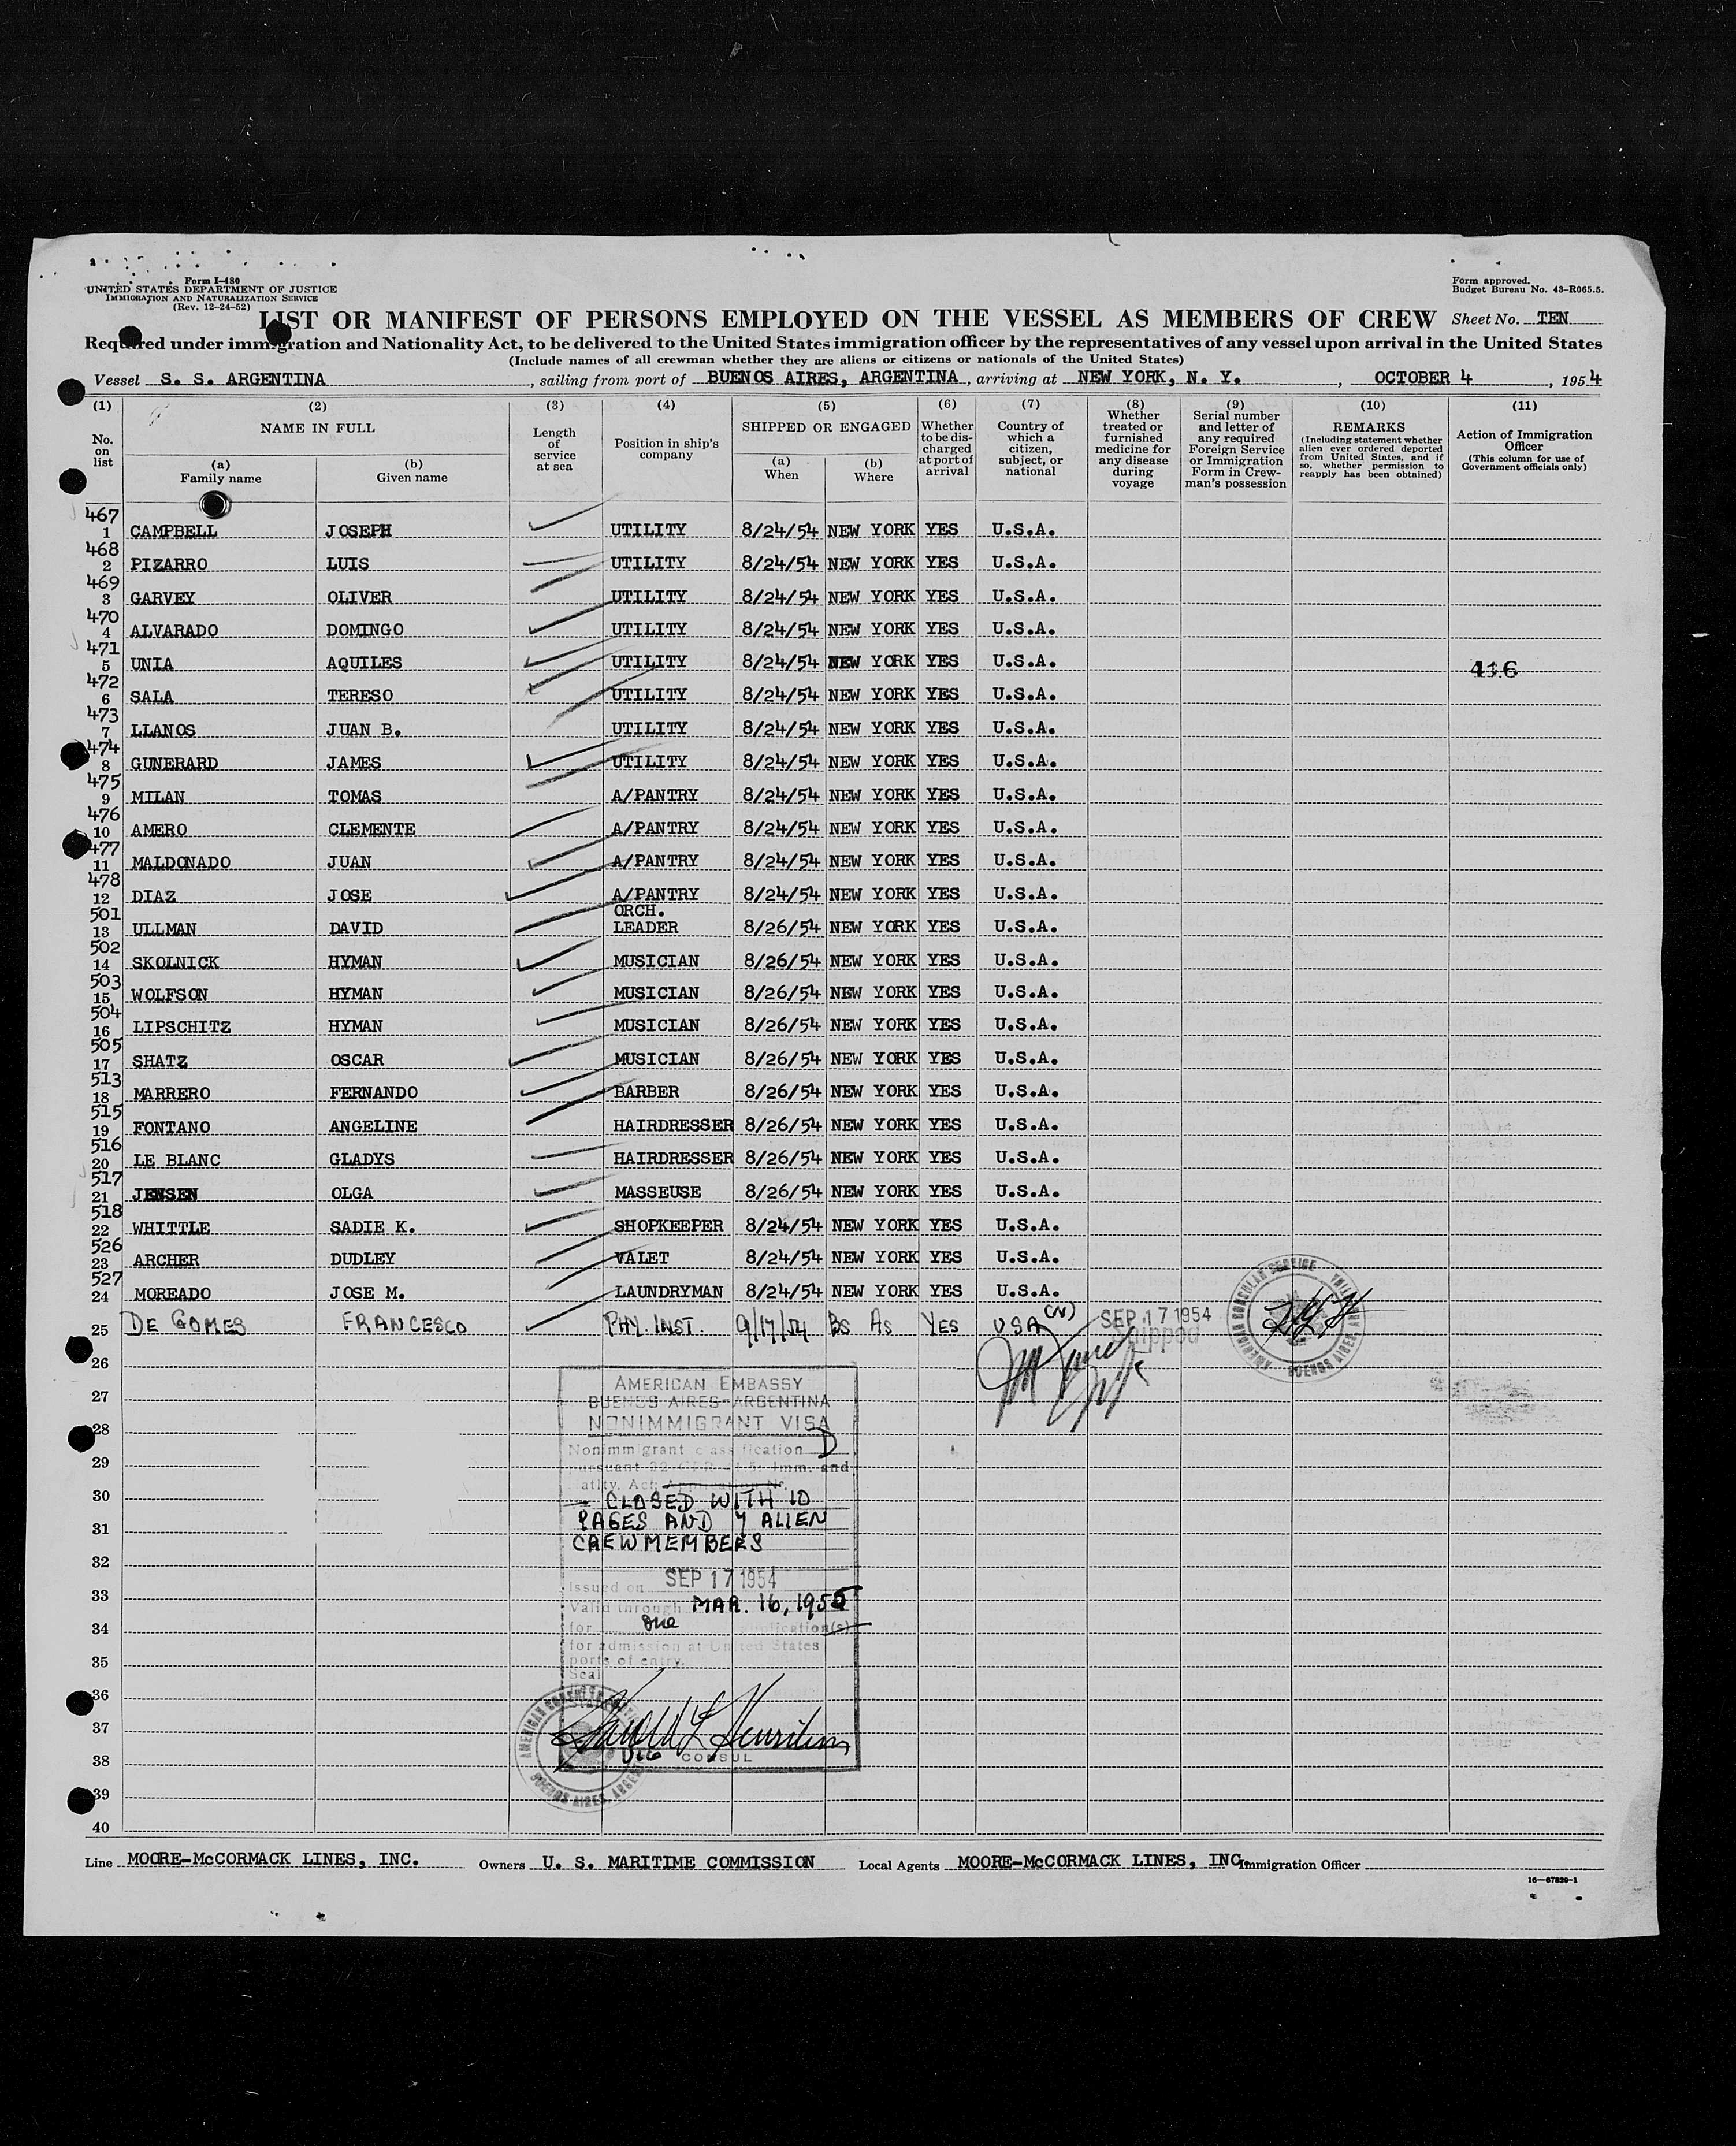 Form I-480
UNITED STATES DEPARTMENT OF JUSTICE
IMMIGRATION AND NATURALIZATION SERVICE
(Rev. 12-24-52)
Form approved.
Budget Bureau No. 43-R065.5.
LIST OR MANIFEST OF PERSONS EMPLOYED ON THE VESSEL AS MEMBERS OF CREW Sheet No. TEN
Required under immigration and Nationality Act, to be delivered to the United States immigration officer by the representatives of any vessel upon arrival in the United States
(Include names of all crewman whether they are aliens or citizens or nationals of the United States)
Vessel S. S. ARGENTINA, sailing from port of BUENOS AIRES, ARGENTINA, arriving at NEW YORK, N. Y., OCTOBER 4, 1954
(1) No. on list
(2) NAME IN FULL
(a) Family name
(b) Given name
(3) Length of service at sea
(4) Position in ship's company
(5) SHIPPED OR ENGAGED
(a) When
(b) Where
(6) Whether to be discharged at port of arrival
(7) Country of which a citizen, subject, or national
(8) Whether treated or furnished medicine for any disease during voyage
(9) Serial number and letter of any required Foreign Service or Immigration Form in Crewman's possession
(10) REMARKS (Including statement whether alien ever ordered deported from United States, and if so, whether permission to reapply has been obtained)
(11) Action of Immigration Officer (This column for use of Government officials only)
467 1 CAMPBELL JOSEPH UTILITY 8/24/54 NEW YORK YES U.S.A.
468 2 PIZARRO LUIS UTILITY 8/24/54 NEW YORK YES U.S.A.
469 3 GARVEY OLIVER UTILITY 8/24/54 NEW YORK YES U.S.A.
470 4 ALVARADO DOMINGO UTILITY 8/24/54 NEW YORK YES U.S.A.
471 5 UNIA AQUILES UTILITY 8/24/54 NEW YORK YES U.S.A.
472 6 SALA TERESO UTILITY 8/24/54 NEW YORK YES U.S.A.
473 7 LLANOS JUAN B. UTILITY 8/24/54 NEW YORK YES U.S.A.
474 8 GUNERARD JAMES UTILITY 8/24/54 NEW YORK YES U.S.A.
475 9 MILAN TOMAS A/PANTRY 8/24/54 NEW YORK YES U.S.A.
476 10 AMERO CLEMENTE A/PANTRY 8/24/54 NEW YORK YES U.S.A.
477 11 MALDONADO JUAN A/PANTRY 8/24/54 NEW YORK YES U.S.A.
478 12 DIAZ JOSE A/PANTRY 8/24/54 NEW YORK YES U.S.A.
501 13 ULLMAN DAVID ORCH. LEADER 8/26/54 NEW YORK YES U.S.A.
502 14 SKOLNICK HYMAN MUSICIAN 8/26/54 NEW YORK YES U.S.A.
503 15 WOLFSON HYMAN MUSICIAN 8/26/54 NEW YORK YES U.S.A.
504 16 LIPSCHITZ HYMAN MUSICIAN 8/26/54 NEW YORK YES U.S.A.
505 17 SHATZ OSCAR MUSICIAN 8/26/54 NEW YORK YES U.S.A.
513 18 MARRERO FERNANDO BARBER 8/26/54 NEW YORK YES U.S.A.
515 19 FONTANO ANGELINE HAIRDRESSER 8/26/54 NEW YORK YES U.S.A.
516 20 LE BLANC GLADYS HAIRDRESSER 8/26/54 NEW YORK YES U.S.A.
517 21 JENSEN OLGA MASSEUSE 8/26/54 NEW YORK YES U.S.A.
518 22 WHITTLE SADIE K. SHOPKEEPER 8/24/54 NEW YORK YES U.S.A.
526 23 ARCHER DUDLEY VALET 8/24/54 NEW YORK YES U.S.A.
527 24 MOREADO JOSE M. LAUNDRYMAN 8/24/54 NEW YORK YES U.S.A.
25 DE GOMES FRANCESCO PHY. INST. 9/17/54 BS AS YES USA (N) SEP 17 1954
Shipped
AMERICAN CONSULAR SERVICE
BUENOS AIRES
26
27
28
29
30
31
32
33
34
35
36
37
38
39
40
AMERICAN EMBASSY
BUENOS AIRES-ARGENTINA
NONIMMIGRANT VISA
Nonimmigrant classification D
CLOSED WITH 10
PAGES AND 7 ALIEN
CREWMEMBERS
Issued on SEP 17 1954
Valid through MAR. 16, 1955
for One application(s)
for admission at United States
ports of entry.
Seal
VICE CONSUL
BUENOS AIRES, ARGENT
Line MOORE-McCORMACK LINES, INC. Owners U. S. MARITIME COMMISSION Local Agents MOORE-McCORMACK LINES, INC. Immigration Officer
16-67829-1